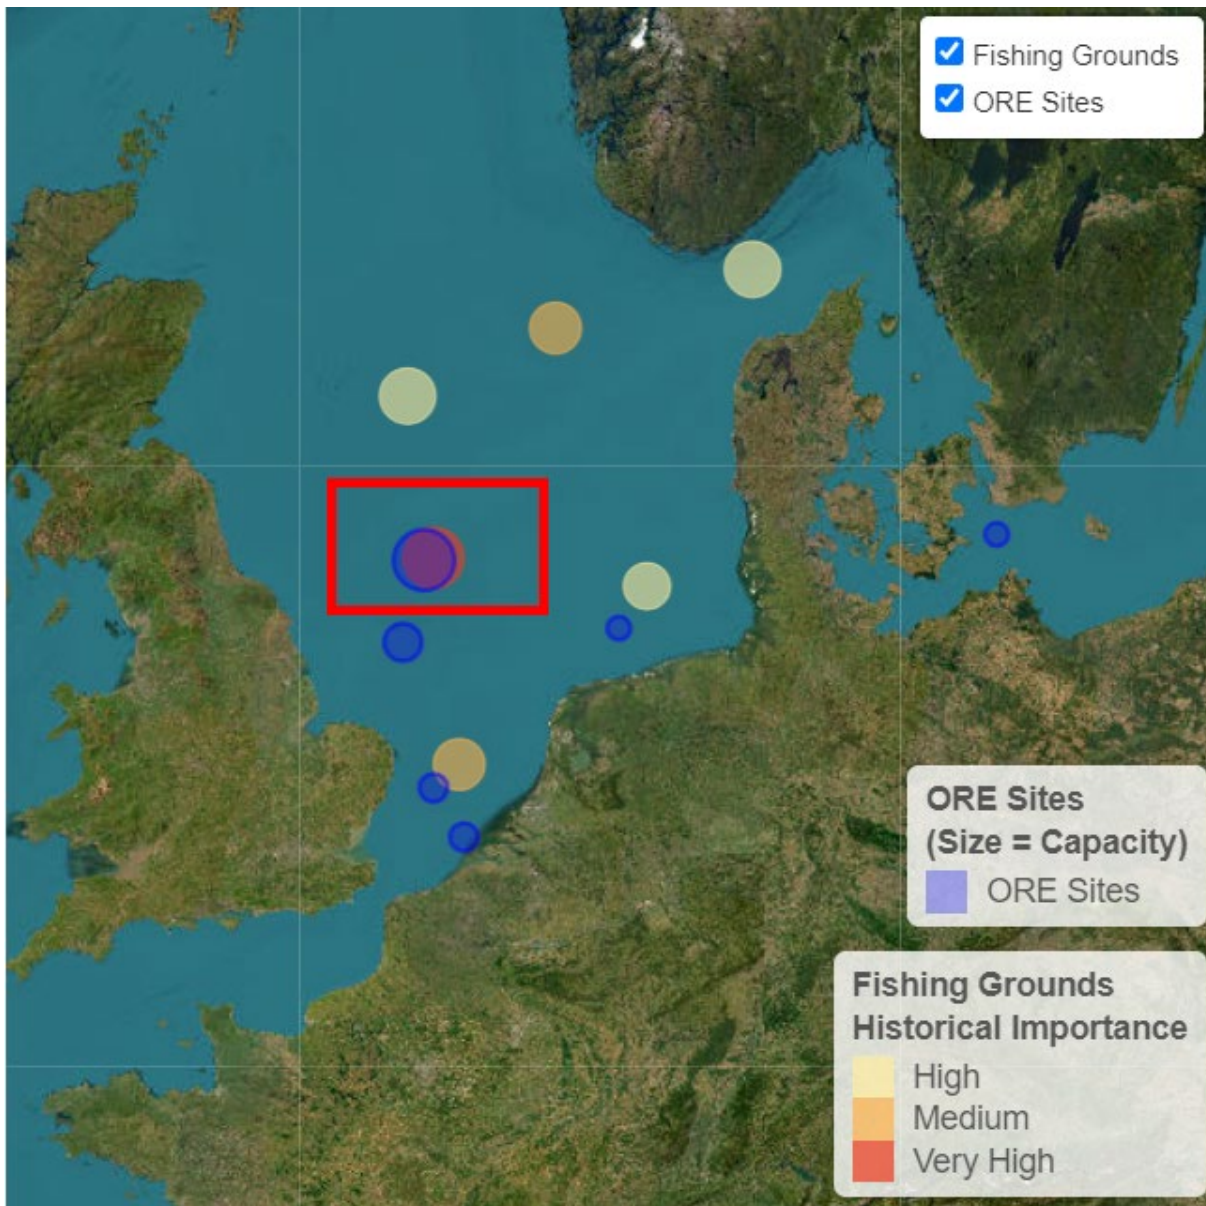 Fishing Grounds
ORE Sites
ORE Sites
(Size = Capacity)
ORE Sites
Fishing Grounds
Historical Importance
High
Medium
Very High